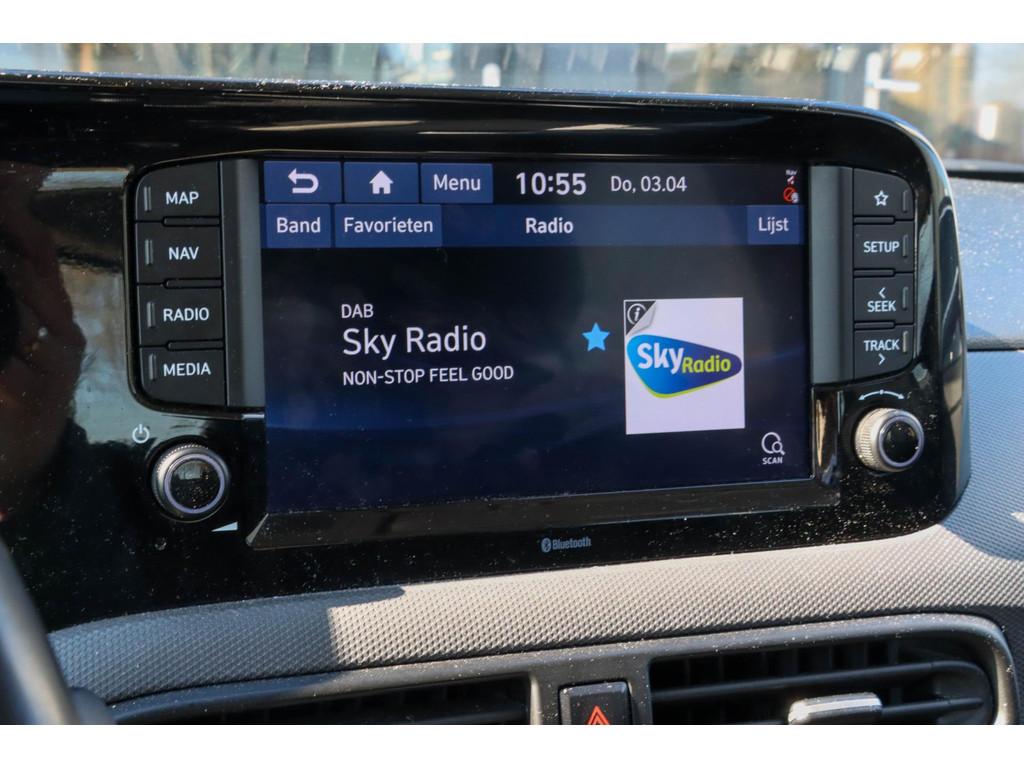 MAP
NAV
RADIO
MEDIA
Menu
10:55
Do, 03.04
Nav
Band
Favorieten
Radio
Lijst
DAB
Sky Radio
NON-STOP FEEL GOOD
i
Sky Radio
SCAN
SETUP
<
SEEK
TRACK
>
Bluetooth